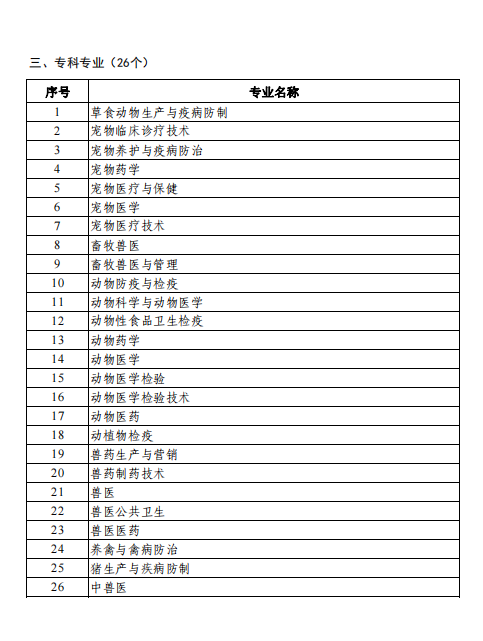 三、专科专业（26个）
序号 专业名称
1 草食动物生产与疫病防制
2 宠物临床诊疗技术
3 宠物养护与疫病防治
4 宠物药学
5 宠物医疗与保健
6 宠物医学
7 宠物医疗技术
8 畜牧兽医
9 畜牧兽医与管理
10 动物防疫与检疫
11 动物科学与动物医学
12 动物性食品卫生检疫
13 动物药学
14 动物医学
15 动物医学检验
16 动物医学检验技术
17 动物医药
18 动植物检疫
19 兽药生产与营销
20 兽药制药技术
21 兽医
22 兽医公共卫生
23 兽医医药
24 养禽与禽病防治
25 猪生产与疾病防制
26 中兽医